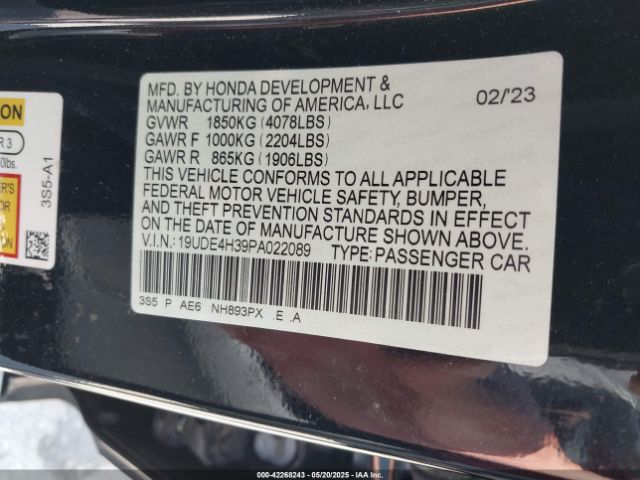 MFD. BY HONDA DEVELOPMENT &
MANUFACTURING OF AMERICA, LLC 02/'23
GVWR 1850KG (4078LBS)
GAWR F 1000KG (2204LBS)
GAWR R 865KG (1906LBS)
THIS VEHICLE CONFORMS TO ALL APPLICABLE
FEDERAL MOTOR VEHICLE SAFETY, BUMPER,
AND THEFT PREVENTION STANDARDS IN EFFECT
ON THE DATE OF MANUFACTURE SHOWN ABOVE.
V.I.N.: 19UDE4H39PA022089 TYPE: PASSENGER CAR
3S5 P AE6 NH893PX .E .A
3S5-A1
000-42268243 - 05/20/2025 - IAAI.COM